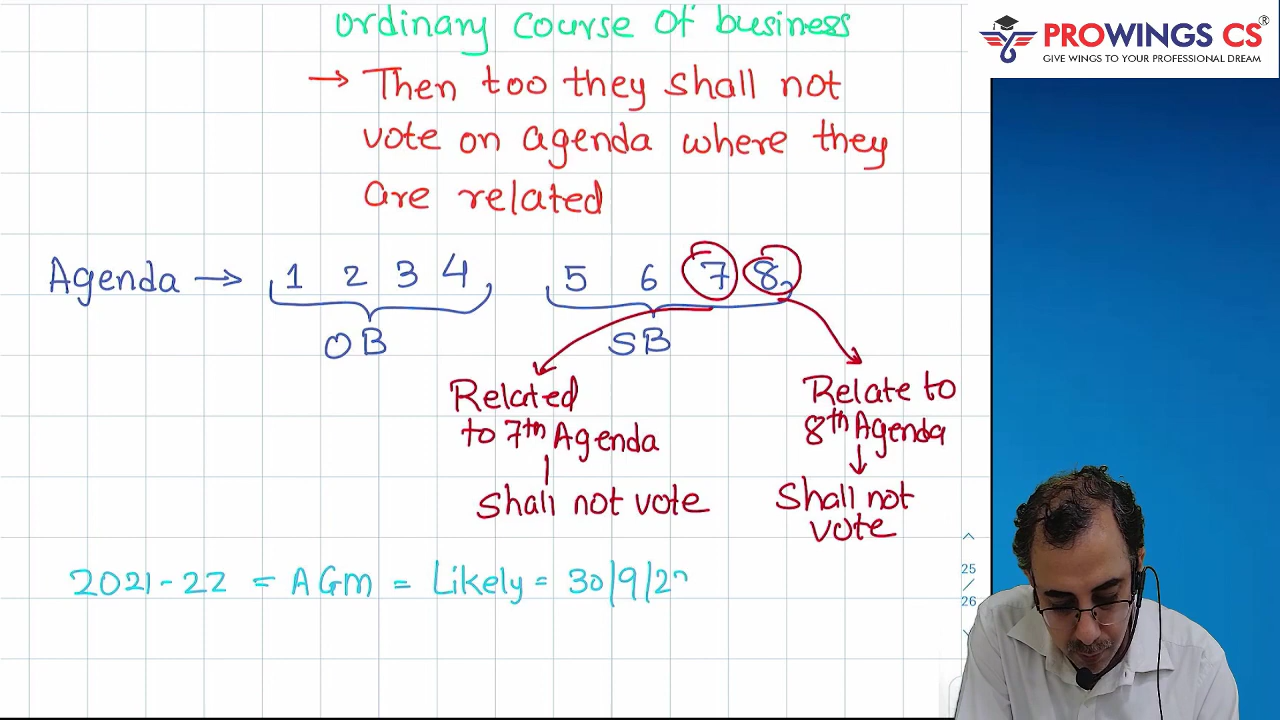 ordinary course of business
→ Then too they shall not
vote on agenda where they
are related
Agenda → 1 2 3 4 5 6 7 8
OB SB
Related
to 7th Agenda
Shall not vote
Relate to
8th Agenda
Shall not
vote
2021-22 = AGM = Likely = 30/9/2
PROWINGS CS®
GIVE WINGS TO YOUR PROFESSIONAL DREAM
25
/
26